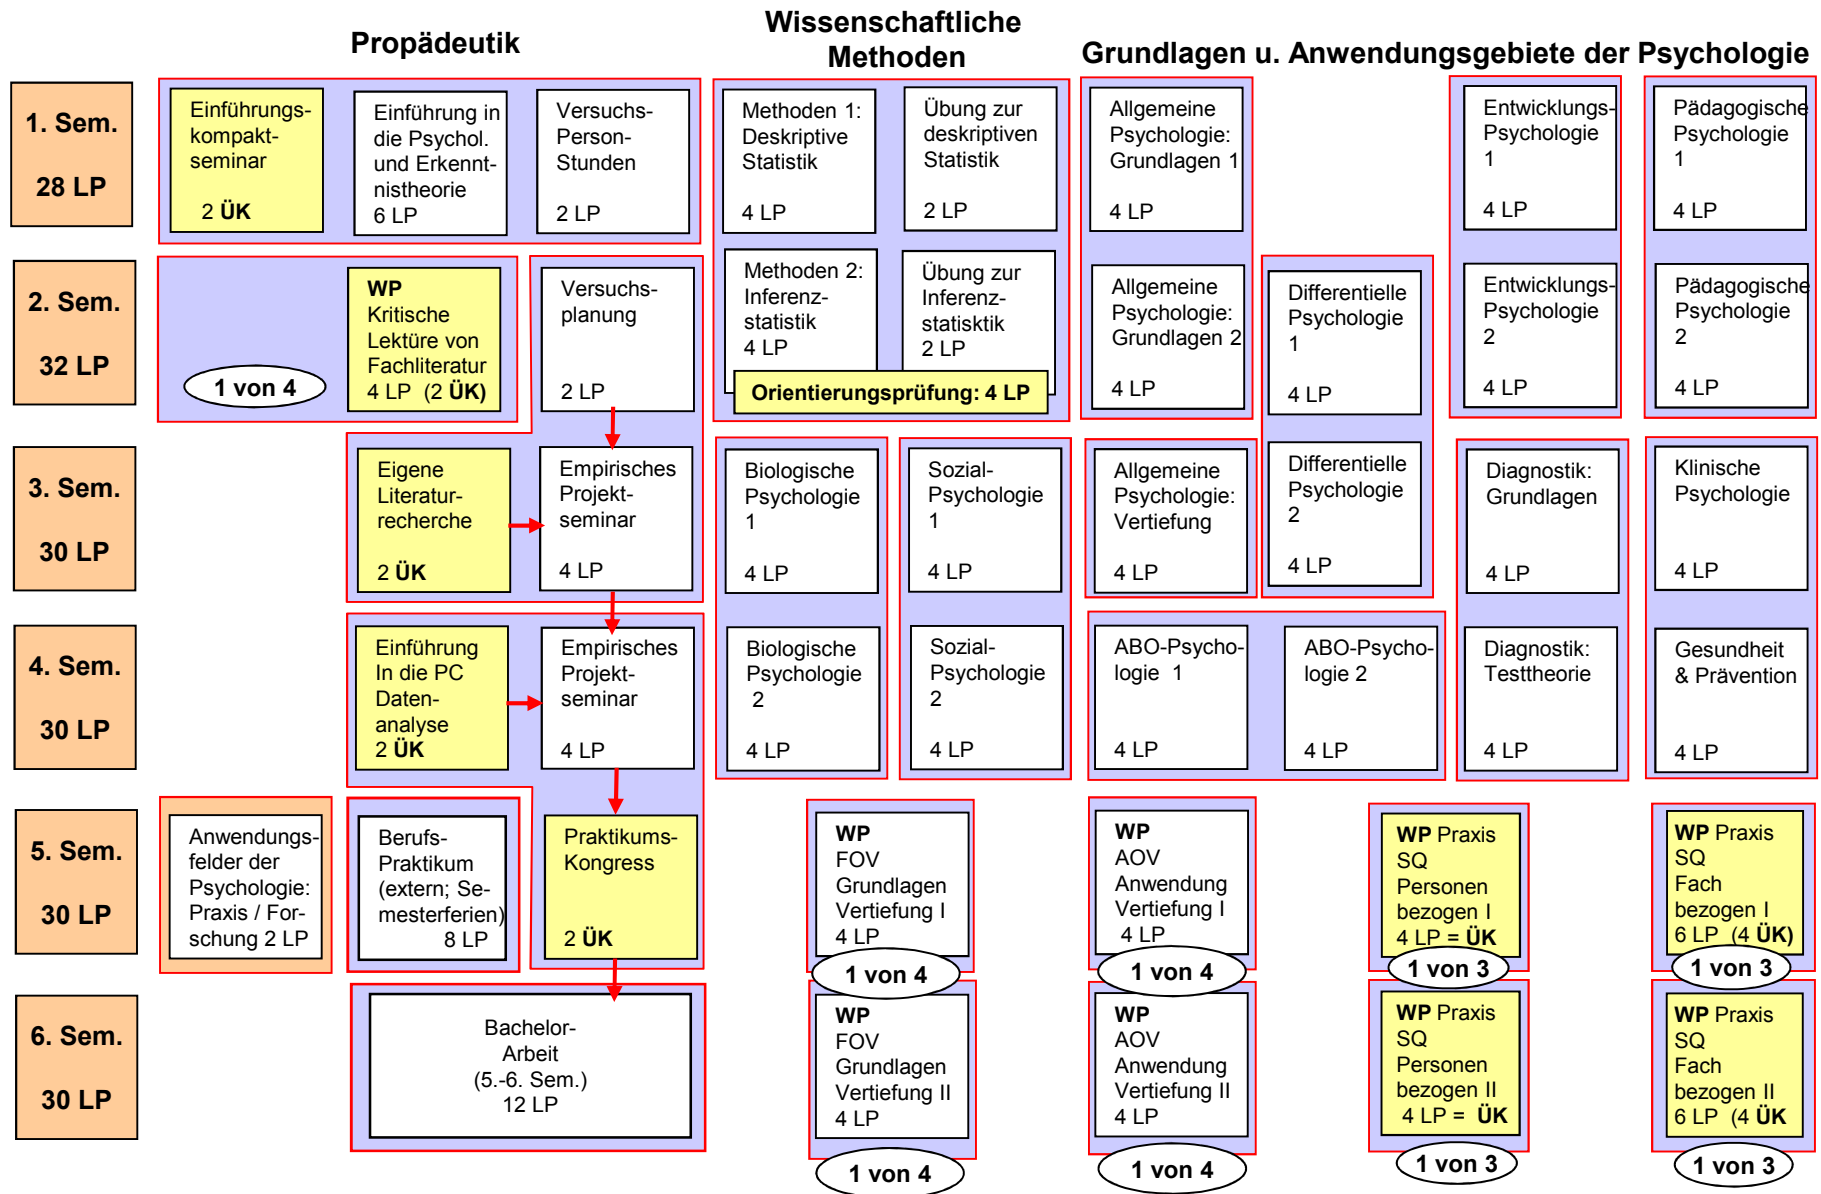 Propädeutik
Wissenschaftliche
Methoden
Grundlagen u. Anwendungsgebiete der Psychologie
1. Sem.
28 LP
Einführungs-
kompakt-
seminar
2 ÜK
Einführung in
die Psychol.
und Erkennt-
nistheorie
6 LP
Versuchs-
Person-
Stunden
2 LP
Methoden 1:
Deskriptive
Statistik
4 LP
Übung zur
deskriptiven
Statistik
2 LP
Allgemeine
Psychologie:
Grundlagen 1
4 LP
Entwicklungs-
Psychologie
1
4 LP
Pädagogische
Psychologie
1
4 LP
2. Sem.
32 LP
1 von 4
WP
Kritische
Lektüre von
Fachliteratur
4 LP (2 ÜK)
Versuchs-
planung
2 LP
Methoden 2:
Inferenz-
statistik
4 LP
Übung zur
Inferenz-
statisktik
2 LP
Orientierungsprüfung: 4 LP
Allgemeine
Psychologie:
Grundlagen 2
4 LP
Differentielle
Psychologie
1
4 LP
Entwicklungs-
Psychologie
2
4 LP
Pädagogische
Psychologie
2
4 LP
3. Sem.
30 LP
Eigene
Literatur-
recherche
2 ÜK
Empirisches
Projekt-
seminar
4 LP
Biologische
Psychologie
1
4 LP
Sozial-
Psychologie
1
4 LP
Allgemeine
Psychologie:
Vertiefung
4 LP
Differentielle
Psychologie
2
4 LP
Diagnostik:
Grundlagen
4 LP
Klinische
Psychologie
4 LP
4. Sem.
30 LP
Einführung
In die PC
Daten-
analyse
2 ÜK
Empirisches
Projekt-
seminar
4 LP
Biologische
Psychologie
2
4 LP
Sozial-
Psychologie
2
4 LP
ABO-Psycho-
logie 1
4 LP
ABO-Psycho-
logie 2
4 LP
Diagnostik:
Testtheorie
4 LP
Gesundheit
& Prävention
4 LP
5. Sem.
30 LP
Anwendungs-
felder der
Psychologie:
Praxis / For-
schung 2 LP
Berufs-
Praktikum
(extern; Se-
mesterferien)
8 LP
Praktikums-
Kongress
2 ÜK
WP
FOV
Grundlagen
Vertiefung I
4 LP
1 von 4
WP
AOV
Anwendung
Vertiefung I
4 LP
1 von 4
WP Praxis
SQ
Personen
bezogen I
4 LP = ÜK
1 von 3
WP Praxis
SQ
Fach
bezogen I
6 LP (4 ÜK)
1 von 3
6. Sem.
30 LP
Bachelor-
Arbeit
(5.-6. Sem.)
12 LP
WP
FOV
Grundlagen
Vertiefung II
4 LP
1 von 4
WP
AOV
Anwendung
Vertiefung II
4 LP
1 von 4
WP Praxis
SQ
Personen
bezogen II
4 LP = ÜK
1 von 3
WP Praxis
SQ
Fach
bezogen II
6 LP (4 ÜK
1 von 3